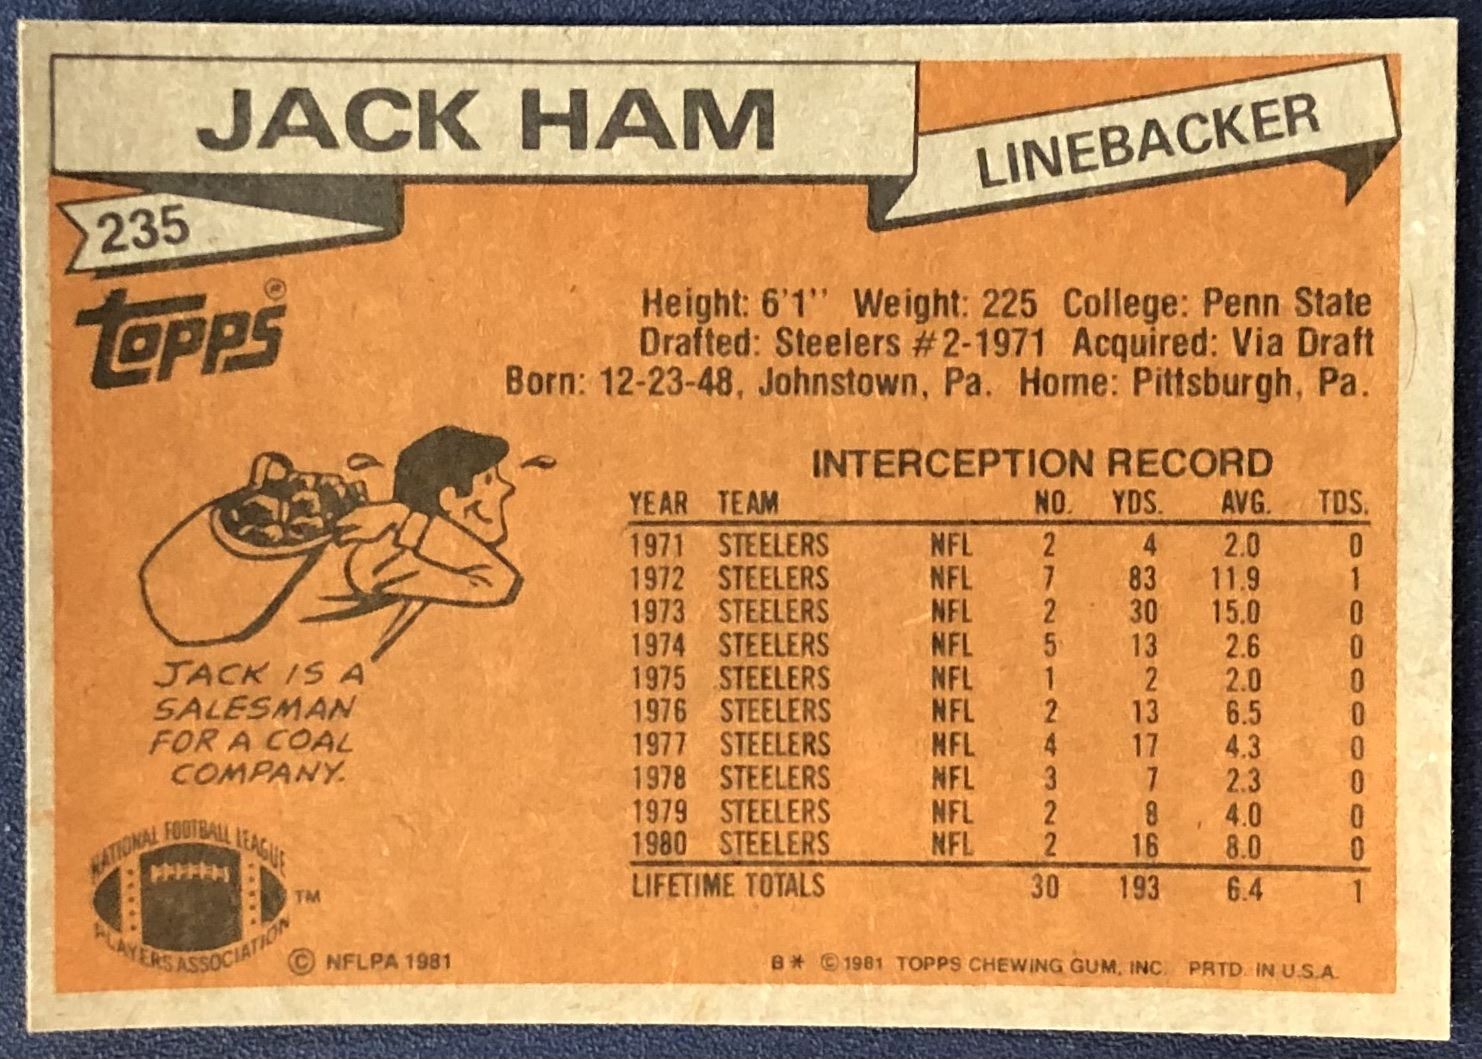 JACK HAM
LINEBACKER
235
topps®
Height: 6'1'' Weight: 225 College: Penn State
Drafted: Steelers #2-1971 Acquired: Via Draft
Born: 12-23-48, Johnstown, Pa. Home: Pittsburgh, Pa.
JACK IS A
SALESMAN
FOR A COAL
COMPANY.
INTERCEPTION RECORD
YEAR TEAM NO. YDS. AVG. TDS.
1971 STEELERS NFL 2 4 2.0 0
1972 STEELERS NFL 7 83 11.9 1
1973 STEELERS NFL 2 30 15.0 0
1974 STEELERS NFL 5 13 2.6 0
1975 STEELERS NFL 1 2 2.0 0
1976 STEELERS NFL 2 13 6.5 0
1977 STEELERS NFL 4 17 4.3 0
1978 STEELERS NFL 3 7 2.3 0
1979 STEELERS NFL 2 8 4.0 0
1980 STEELERS NFL 2 16 8.0 0
LIFETIME TOTALS 30 193 6.4 1
NATIONAL FOOTBALL LEAGUE
PLAYERS ASSOCIATION
TM
© NFLPA 1981
B* © 1981 TOPPS CHEWING GUM, INC. PRTD. IN U.S.A.